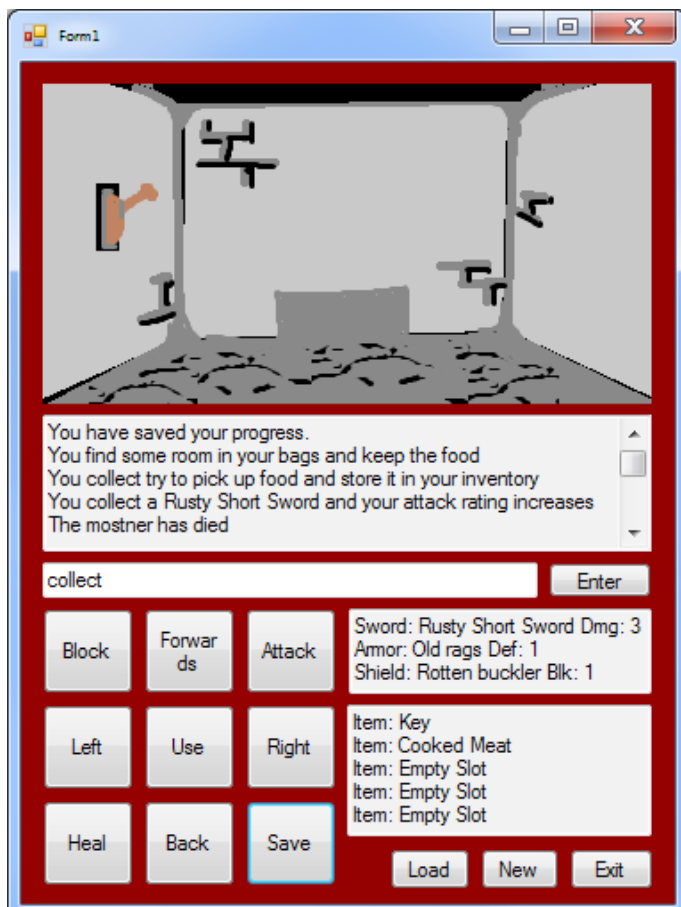 Form1
You have saved your progress.
You find some room in your bags and keep the food
You collect try to pick up food and store it in your inventory
You collect a Rusty Short Sword and your attack rating increases
The mostner has died
collect
Enter
Block
Forwar
ds
Attack
Sword: Rusty Short Sword Dmg: 3
Armor: Old rags Def: 1
Shield: Rotten buckler Blk: 1
Left
Use
Right
Item: Key
Item: Cooked Meat
Item: Empty Slot
Item: Empty Slot
Item: Empty Slot
Heal
Back
Save
Load
New
Exit